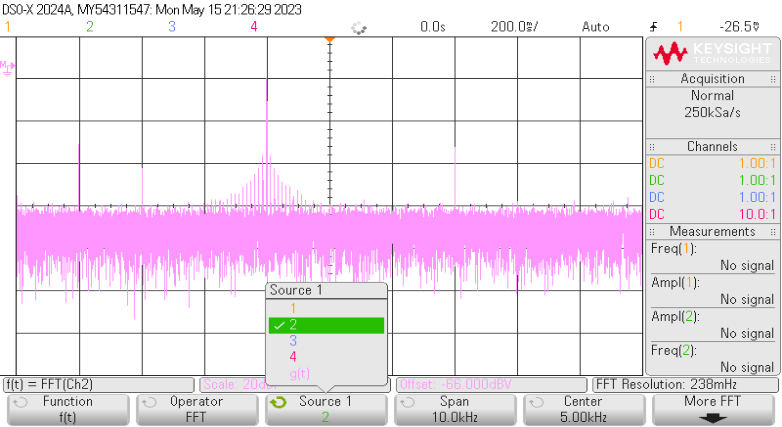 DSO-X 2024A, MY54311547: Mon May 15 21:26:29 2023
1 2 3 4 0.0s 200.0ms/ Auto 1 -26.5V
M
KEYSIGHT
TECHNOLOGIES
Acquisition
Normal
250kSa/s
Channels
DC 1.00:1
DC 1.00:1
DC 1.00:1
DC 10.0:1
Measurements
Freq(1):
No signal
Ampl(1):
No signal
Ampl(2):
No signal
Freq(2):
No signal
Source 1
1
2
3
4
g(t)
f(t) = FFT(Ch2) Scale: 20dB Offset: -66.000dBV FFT Resolution: 238mHz
Function Operator Source 1 Span Center More FFT
f(t) FFT 2 10.0kHz 5.00kHz